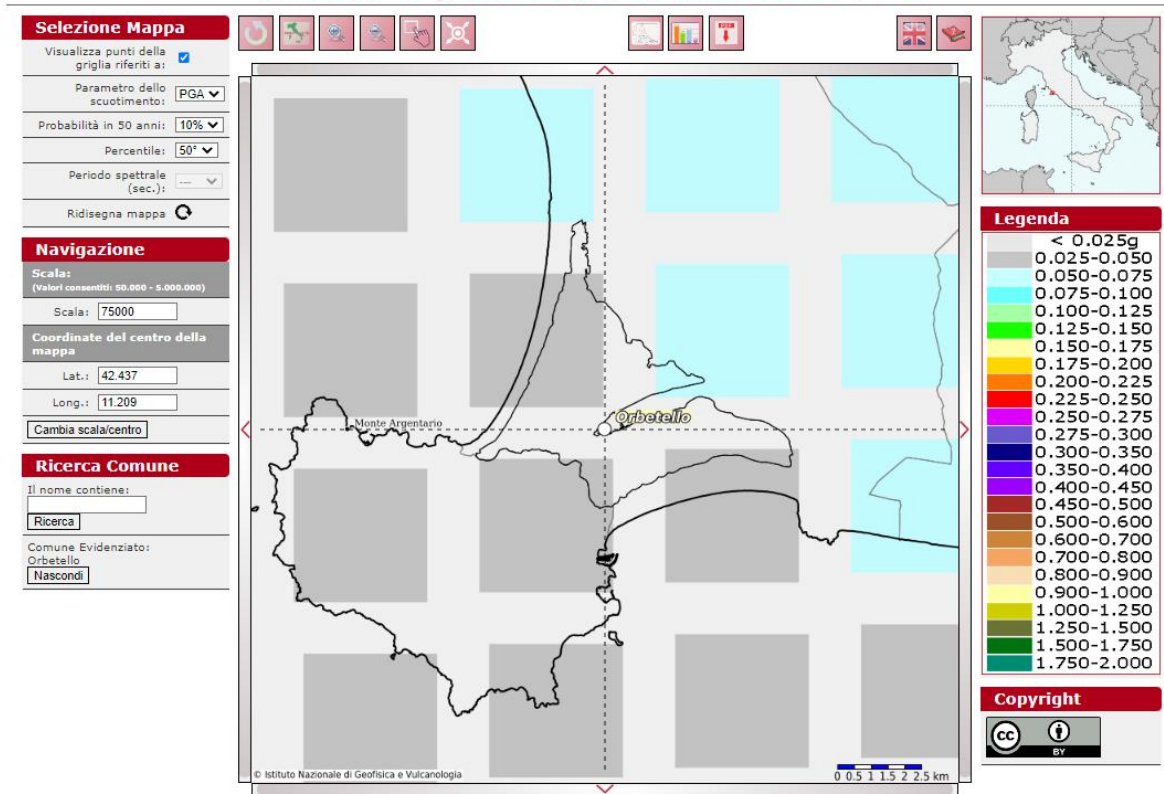 Selezione Mappa
Visualizza punti della
griglia riferiti a:
Parametro dello
scuotimento: PGA
Probabilità in 50 anni: 10%
Percentile: 50°
Periodo spettrale
(sec.): ---
Ridisegna mappa
Navigazione
Scala:
(Valori consentiti: 50.000 - 5.000.000)
Scala: 75000
Coordinate del centro della
mappa
Lat.: 42.437
Long.: 11.209
Cambia scala/centro
Ricerca Comune
Il nome contiene:
Ricerca
Comune Evidenziato:
Orbetello
Nascondi
PDF
Monte Argentario
Orbetello
© Istituto Nazionale di Geofisica e Vulcanologia
0 0.5 1 1.5 2 2.5 km
Legenda
< 0.025g
0.025-0.050
0.050-0.075
0.075-0.100
0.100-0.125
0.125-0.150
0.150-0.175
0.175-0.200
0.200-0.225
0.225-0.250
0.250-0.275
0.275-0.300
0.300-0.350
0.350-0.400
0.400-0.450
0.450-0.500
0.500-0.600
0.600-0.700
0.700-0.800
0.800-0.900
0.900-1.000
1.000-1.250
1.250-1.500
1.500-1.750
1.750-2.000
Copyright
cc
BY